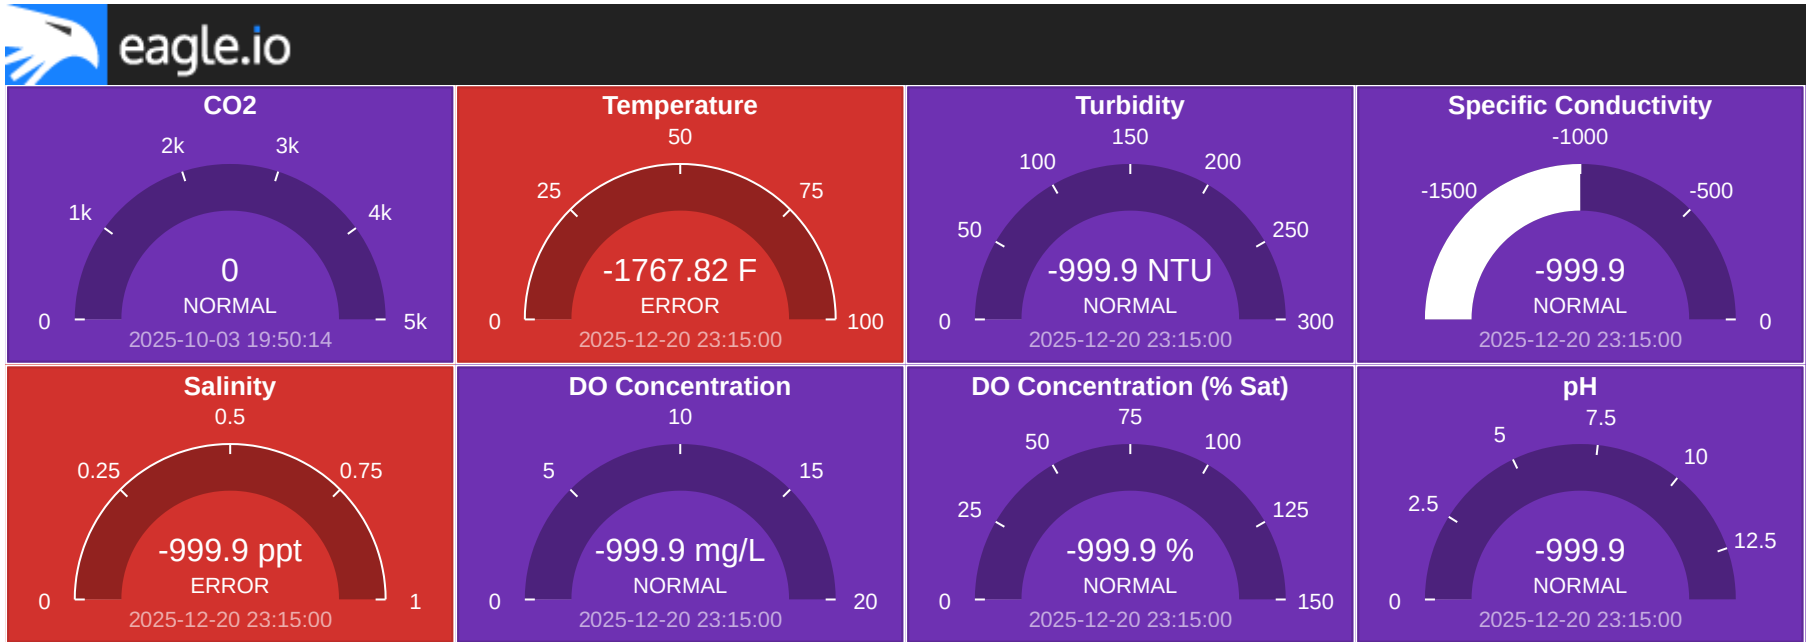 eagle.io
CO2
2k
3k
1k
4k
0
NORMAL
0
5k
2025-10-03 19:50:14
Temperature
50
25
75
-1767.82 F
ERROR
0
100
2025-12-20 23:15:00
Turbidity
150
100
200
50
250
-999.9 NTU
NORMAL
0
300
2025-12-20 23:15:00
Specific Conductivity
-1000
-1500
-500
-999.9
NORMAL
0
2025-12-20 23:15:00
Salinity
0.5
0.25
0.75
-999.9 ppt
ERROR
0
1
2025-12-20 23:15:00
DO Concentration
10
5
15
-999.9 mg/L
NORMAL
0
20
2025-12-20 23:15:00
DO Concentration (% Sat)
75
50
100
25
125
-999.9 %
NORMAL
0
150
2025-12-20 23:15:00
pH
7.5
5
10
2.5
12.5
-999.9
NORMAL
0
2025-12-20 23:15:00